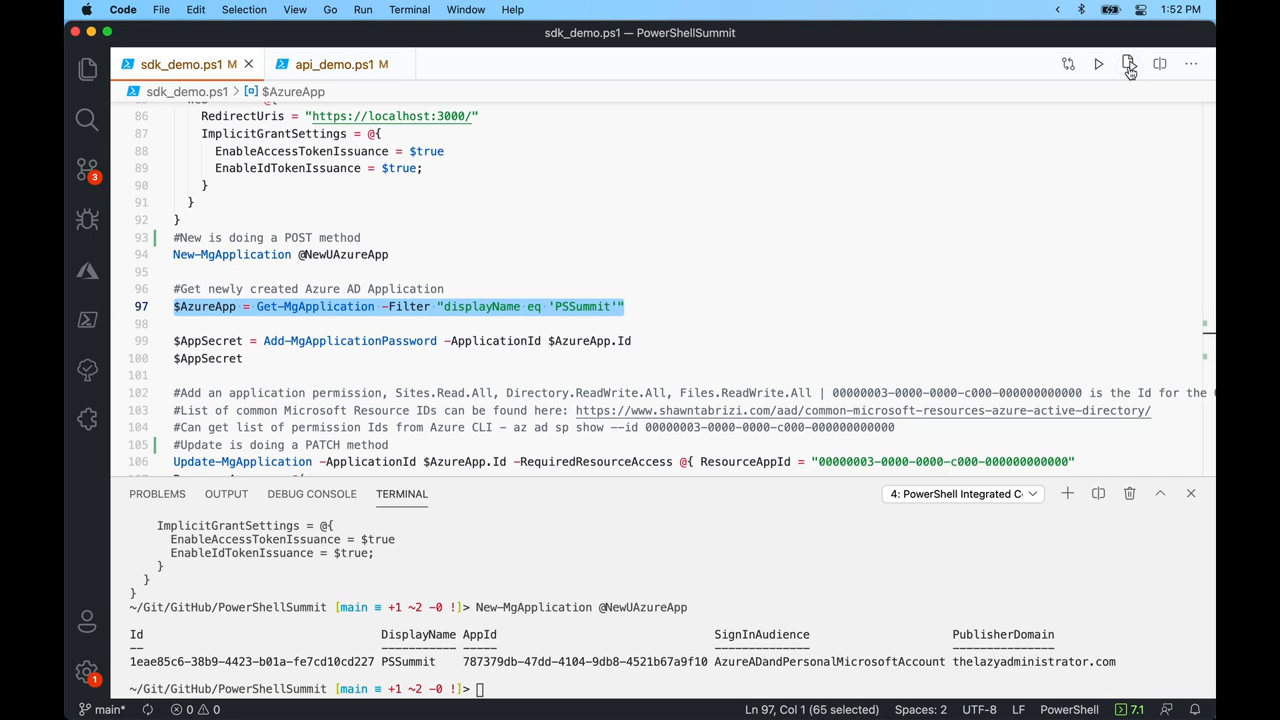 Code File Edit Selection View Go Run Terminal Window Help 1:52 PM
sdk_demo.ps1 — PowerShellSummit
sdk_demo.ps1 M api_demo.ps1 M
sdk_demo.ps1 > $AzureApp
86 RedirectUris = "https://localhost:3000/"
87 ImplicitGrantSettings = @{
88 EnableAccessTokenIssuance = $true
89 EnableIdTokenIssuance = $true;
90 }
91 }
92 }
93 #New is doing a POST method
94 New-MgApplication @NewUAzureApp
95
96 #Get newly created Azure AD Application
97 $AzureApp = Get-MgApplication -Filter "displayName eq 'PSSummit'"
98
99 $AppSecret = Add-MgApplicationPassword -ApplicationId $AzureApp.Id
100 $AppSecret
101
102 #Add an application permission, Sites.Read.All, Directory.ReadWrite.All, Files.ReadWrite.All | 00000003-0000-0000-c000-000000000000 is the Id for the
103 #List of common Microsoft Resource IDs can be found here: https://www.shawntabrizi.com/aad/common-microsoft-resources-azure-active-directory/
104 #Can get list of permission Ids from Azure CLI - az ad sp show --id 00000003-0000-0000-c000-000000000000
105 #Update is doing a PATCH method
106 Update-MgApplication -ApplicationId $AzureApp.Id -RequiredResourceAccess @{ ResourceAppId = "00000003-0000-0000-c000-000000000000"
3
PROBLEMS OUTPUT DEBUG CONSOLE TERMINAL 4: PowerShell Integrated Cc
ImplicitGrantSettings = @{
EnableAccessTokenIssuance = $true
EnableIdTokenIssuance = $true;
}
}
}
~/Git/GitHub/PowerShellSummit [main ≡ +1 ~2 -0 !]> New-MgApplication @NewUAzureApp
Id DisplayName AppId SignInAudience PublisherDomain
-- ----------- ----- -------------- ---------------
1eae85c6-38b9-4423-b01a-fe7cd10cd227 PSSummit 787379db-47dd-4104-9db8-4521b67a9f10 AzureADandPersonalMicrosoftAccount thelazyadministrator.com
~/Git/GitHub/PowerShellSummit [main ≡ +1 ~2 -0 !]>
1
main* 0 0 Ln 97, Col 1 (65 selected) Spaces: 2 UTF-8 LF PowerShell 7.1